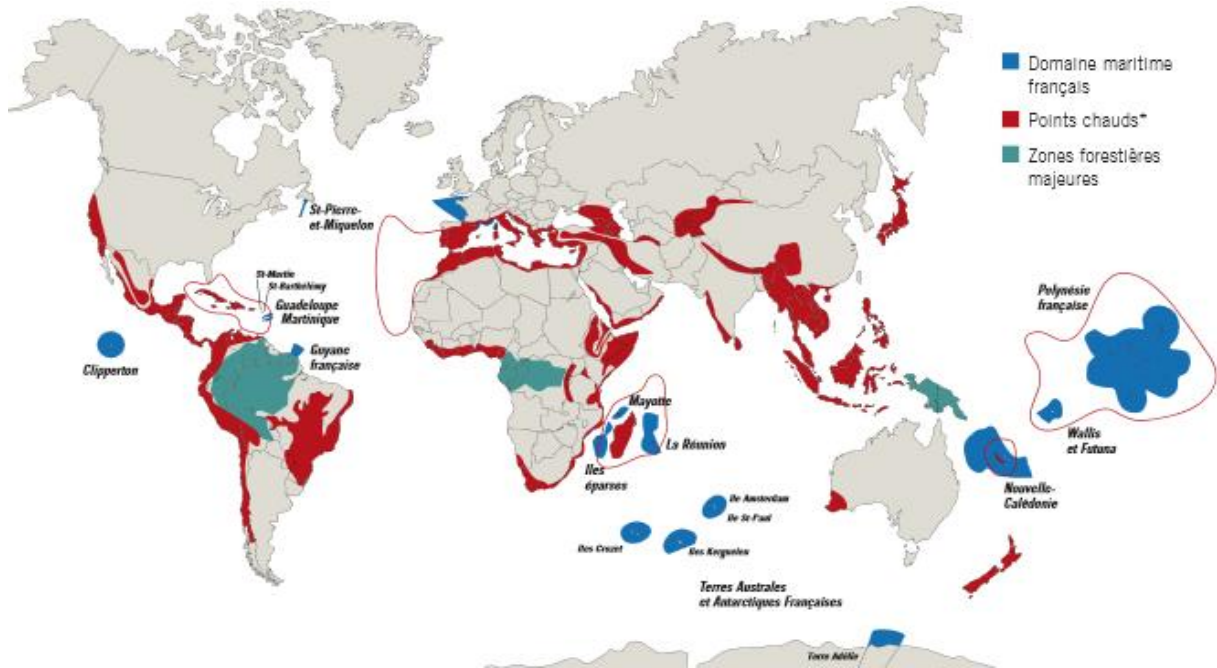 Domaine maritime
français
Points chauds*
Zones forestières
majeures
St-Pierre-
et-Miquelon
St-Martin
St-Barthélémy
Guadeloupe
Martinique
Clipperton
Guyane
française
Polynésie
française
Mayotte
La Réunion
Iles
éparses
Wallis
et Futuna
Nouvelle-
Calédonie
Ile Amsterdam
Ile St-Paul
Iles Crozet
Iles Kerguelen
Terres Australes
et Antarctiques Françaises
Terre Adélie